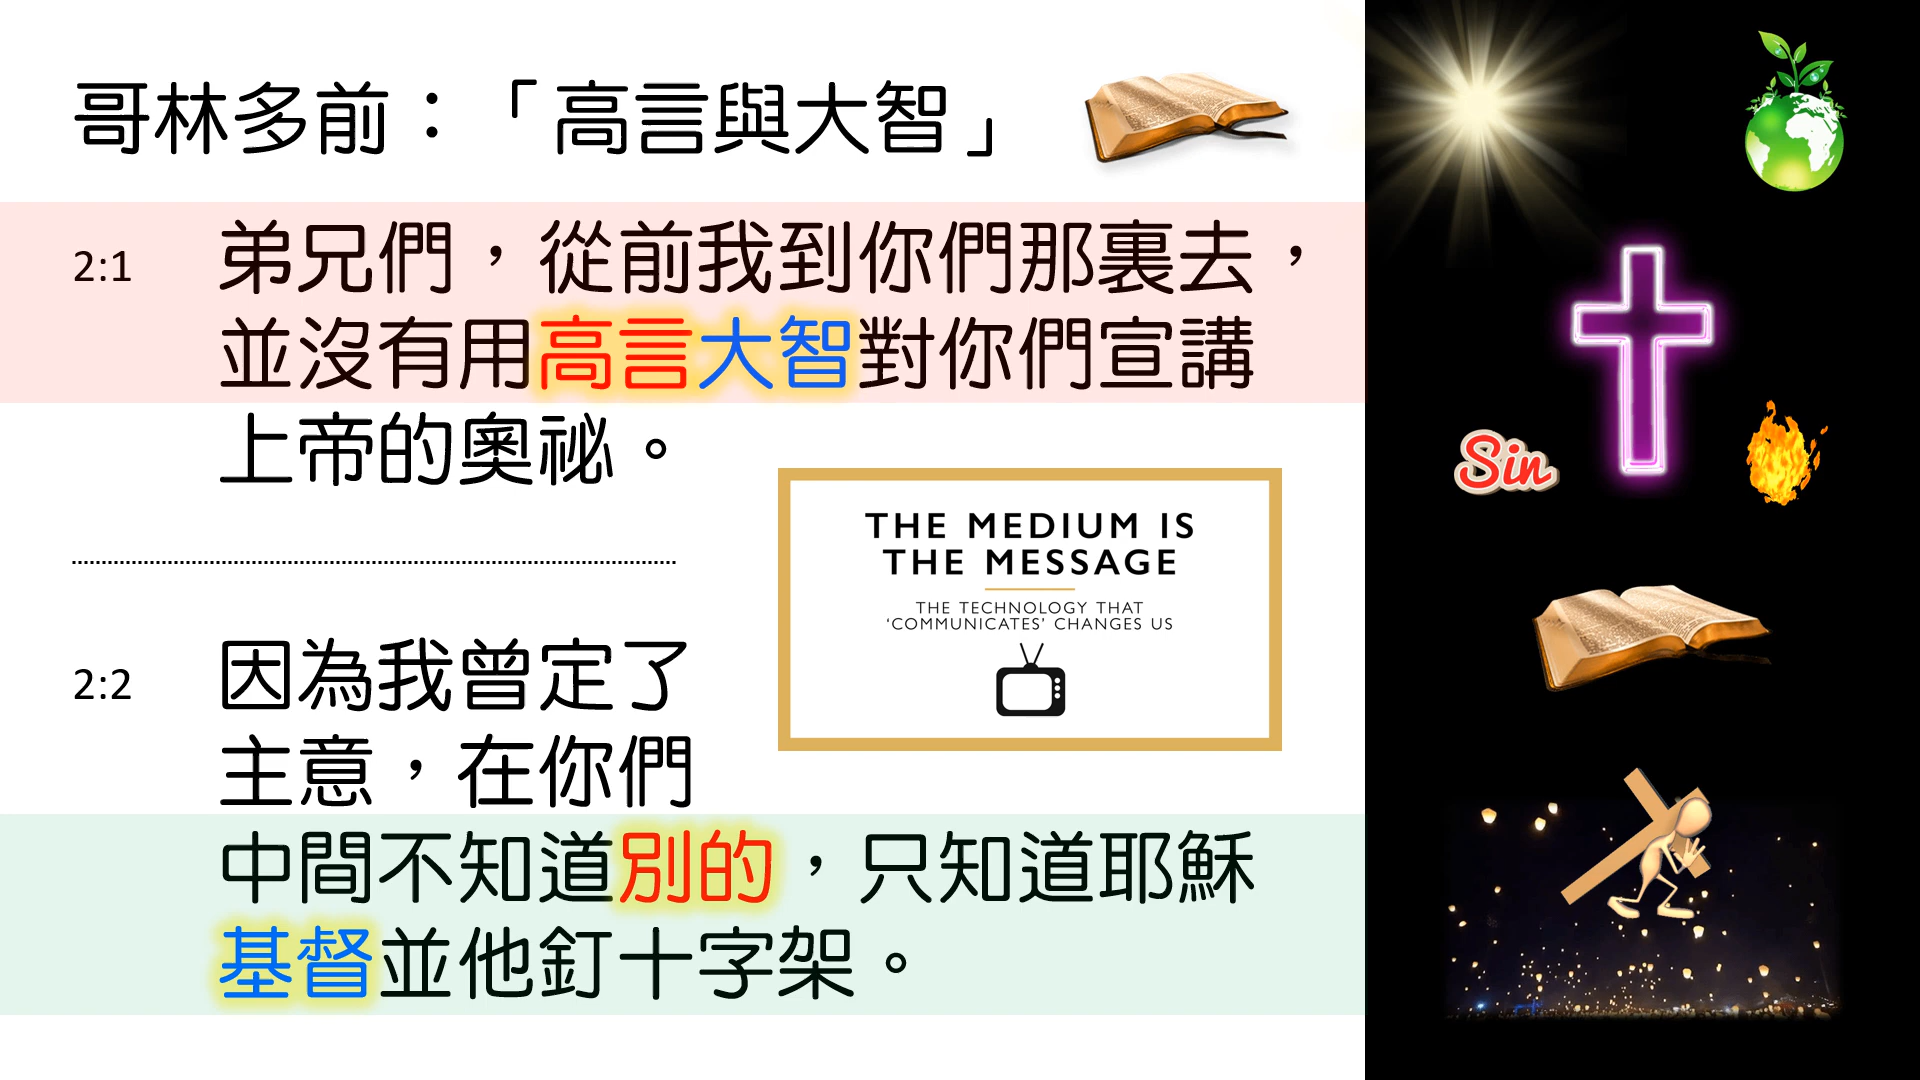 哥林多前：「高言與大智」
2:1 弟兄們，從前我到你們那裏去，
並沒有用高言大智對你們宣講
上帝的奧祕。
THE MEDIUM IS
THE MESSAGE
THE TECHNOLOGY THAT
‘COMMUNICATES’ CHANGES US
2:2 因為我曾定了
主意，在你們
中間不知道別的，只知道耶穌
基督並他釘十字架。
Sin